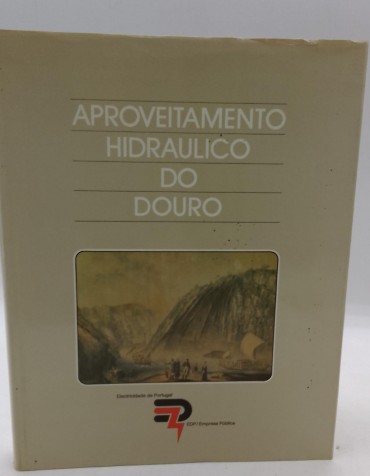 APROVEITAMENTO
HIDRAULICO
DO
DOURO
Electricidade de Portugal
EDP/Empresa Pública